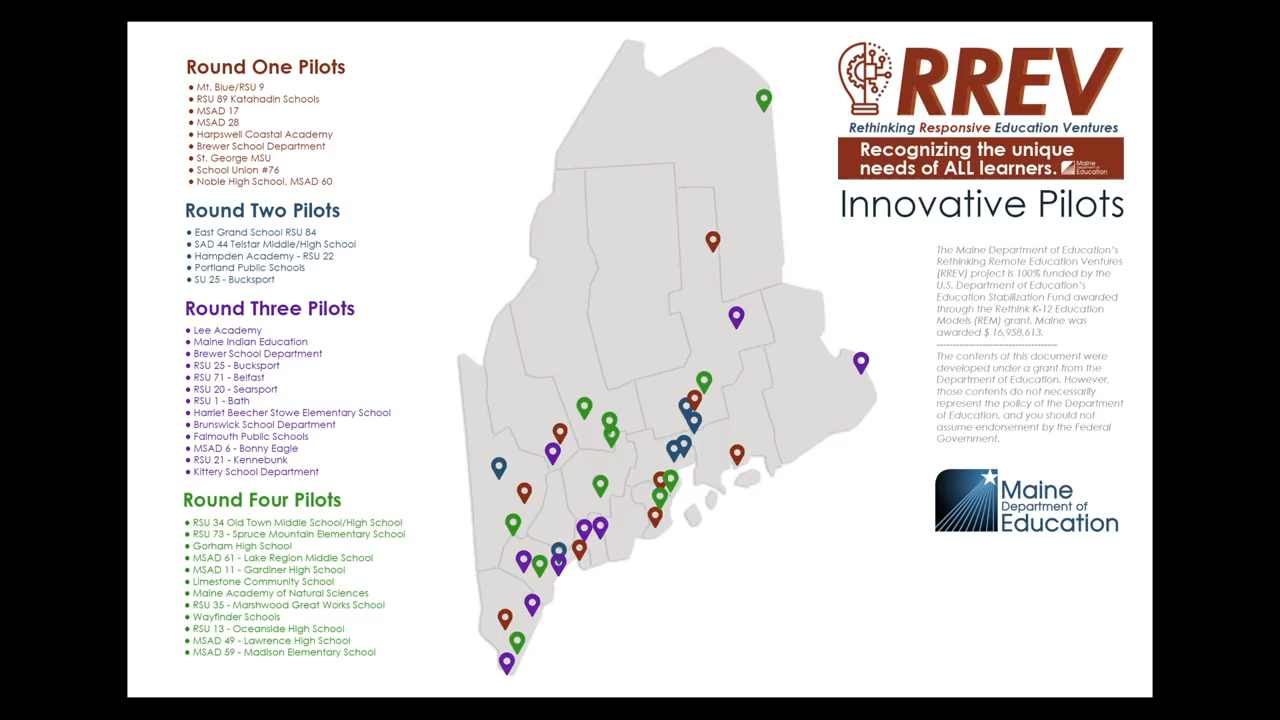 Round One Pilots
● Mt. Blue/RSU 9
● RSU 89 Katahadin Schools
● MSAD 17
● MSAD 28
● Harpswell Coastal Academy
● Brewer School Department
● St. George MSU
● School Union #76
● Noble High School, MSAD 60
Round Two Pilots
● East Grand School RSU 84
● SAD 44 Telstar Middle/High School
● Hampden Academy - RSU 22
● Portland Public Schools
● SU 25 - Bucksport
Round Three Pilots
● Lee Academy
● Maine Indian Education
● Brewer School Department
● RSU 25 - Bucksport
● RSU 71 - Belfast
● RSU 20 - Searsport
● RSU 1 - Bath
● Harriet Beecher Stowe Elementary School
● Brunswick School Department
● Falmouth Public Schools
● MSAD 6 - Bonny Eagle
● RSU 21 - Kennebunk
● Kittery School Department
Round Four Pilots
● RSU 34 Old Town Middle School/High School
● RSU 73 - Spruce Mountain Elementary School
● Gorham High School
● MSAD 61 - Lake Region Middle School
● MSAD 11 - Gardiner High School
● Limestone Community School
● Maine Academy of Natural Sciences
● RSU 35 - Marshwood Great Works School
● Wayfinder Schools
● RSU 13 - Oceanside High School
● MSAD 49 - Lawrence High School
● MSAD 59 - Madison Elementary School
RREV
Rethinking Responsive Education Ventures
Recognizing the unique
needs of ALL learners.
Maine
Department of
Education
Innovative Pilots
The Maine Department of Education's
Rethinking Remote Education Ventures
(RREV) project is 100% funded by the
U.S. Department of Education's
Education Stabilization Fund awarded
through the Rethink K-12 Education
Models (REM) grant. Maine was
awarded $ 16,958,613.
------------------------------------
The contents of this document were
developed under a grant from the
Department of Education. However,
those contents do not necessarily
represent the policy of the Department
of Education, and you should not
assume endorsement by the Federal
Government.
Maine
Department of
Education